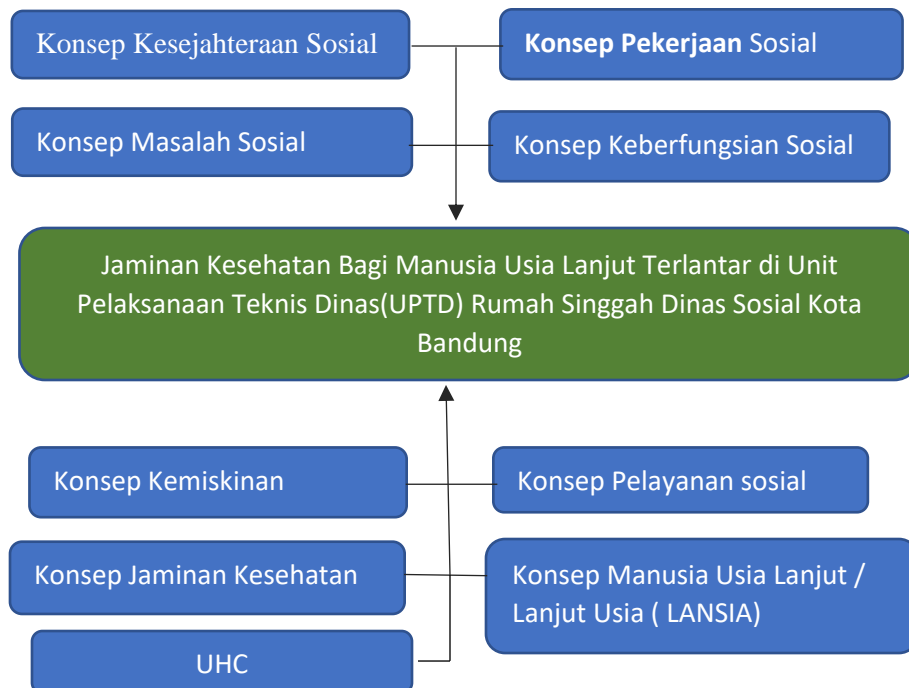 Konsep Kesejahteraan Sosial
Konsep Pekerjaan Sosial
Konsep Masalah Sosial
Konsep Keberfungsian Sosial
Jaminan Kesehatan Bagi Manusia Usia Lanjut Terlantar di Unit
Pelaksanaan Teknis Dinas(UPTD) Rumah Singgah Dinas Sosial Kota
Bandung
Konsep Kemiskinan
Konsep Pelayanan sosial
Konsep Jaminan Kesehatan
Konsep Manusia Usia Lanjut /
Lanjut Usia ( LANSIA)
UHC